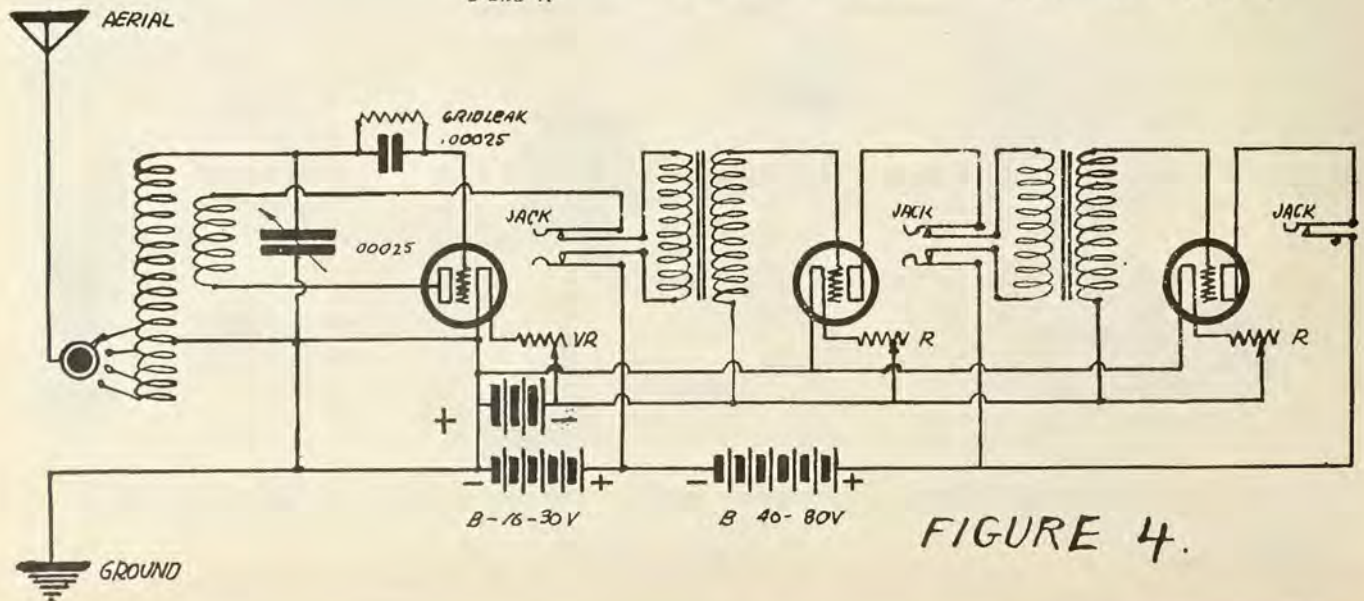 AERIAL
GRIDLEAK
.00025
00025
JACK
JACK
JACK
VR
R
R
+
-
-
+
-
+
B-16-30V
B 40-80V
FIGURE 4.
GROUND